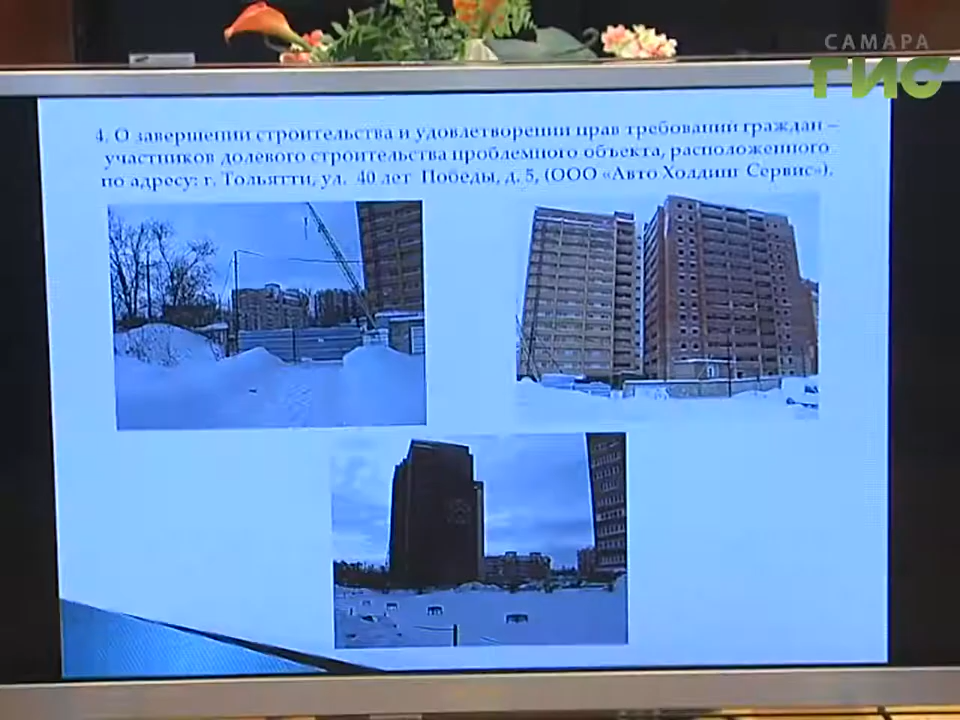 САМАРА
ГИС
4. О завершении строительства и удовлетворении прав требований граждан –
участников долевого строительства проблемного объекта, расположенного
по адресу: г. Тольятти, ул. 40 лет Победы, д. 5, (ООО «Авто Холдинг Сервис»).